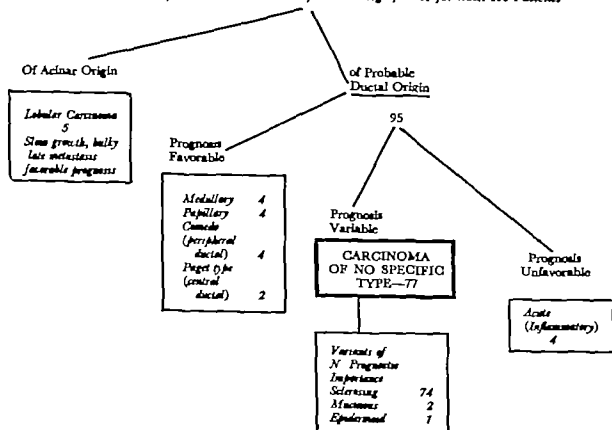 Of Acinar Origin
Lobular Carcinoma
5
Slow growth, bulky
late metastasis
favorable prognosis
of Probable
Ductal Origin
95
Prognosis
Favorable
Medullary 4
Papillary 4
Comedo
(peripheral
ductal) 4
Paget type
(central
ductal) 2
Prognosis
Variable
CARCINOMA
OF NO SPECIFIC
TYPE—77
Variants of
N Prognostic
Importance
Sclerosing 74
Mucinous 2
Epidermoid 1
Prognosis
Unfavorable
Acute
(Inflammatory)
4